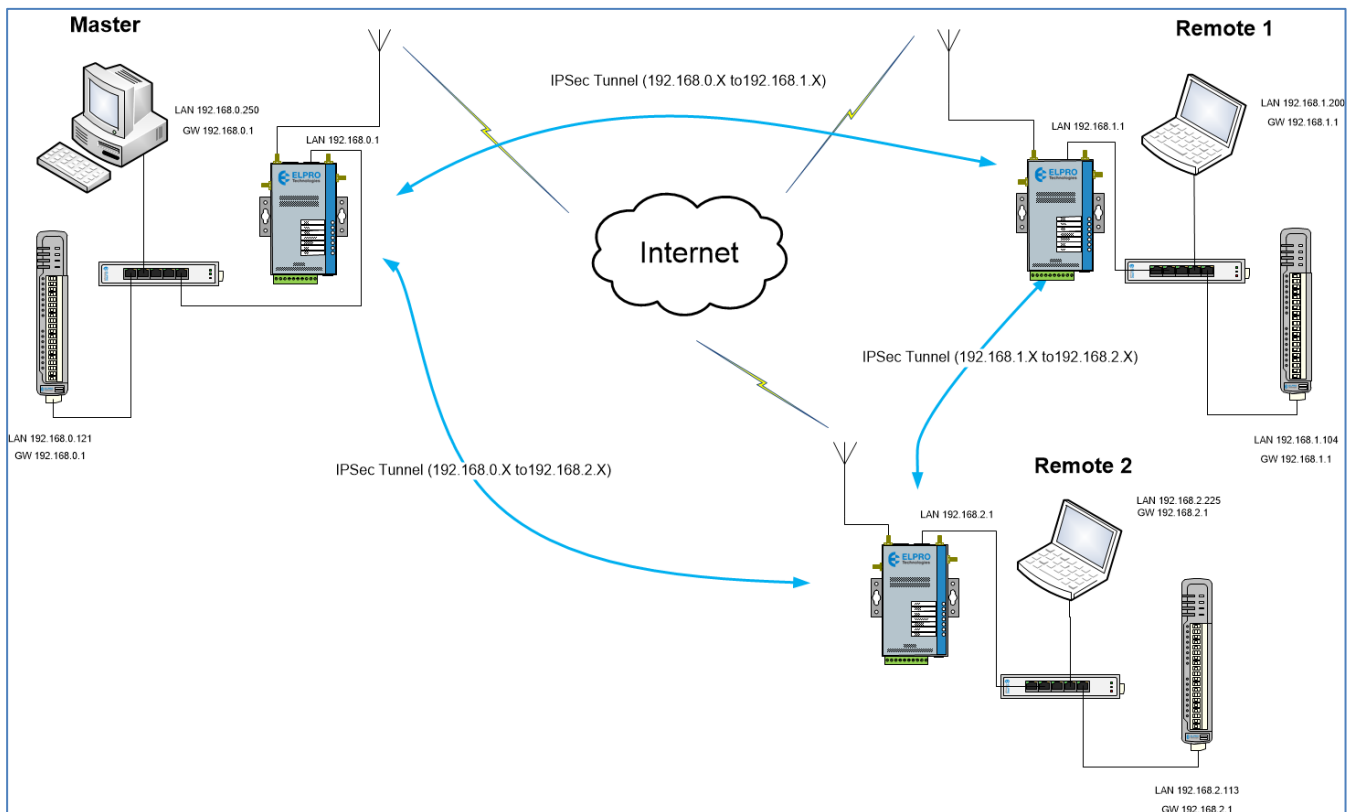 Master
Remote 1
IPSec Tunnel (192.168.0.X to192.168.1.X)
LAN 192.168.0.250
GW 192.168.0.1
LAN 192.168.0.1
LAN 192.168.1.1
LAN 192.168.1.200
GW 192.168.1.1
ELPRO
Technologies
ELPRO
Technologies
Internet
IPSec Tunnel (192.168.1.X to192.168.2.X)
LAN 192.168.0.121
GW 192.168.0.1
LAN 192.168.1.104
GW 192.168.1.1
IPSec Tunnel (192.168.0.X to192.168.2.X)
Remote 2
LAN 192.168.2.1
LAN 192.168.2.225
GW 192.168.2.1
ELPRO
Technologies
LAN 192.168.2.113
GW 192.168.2.1